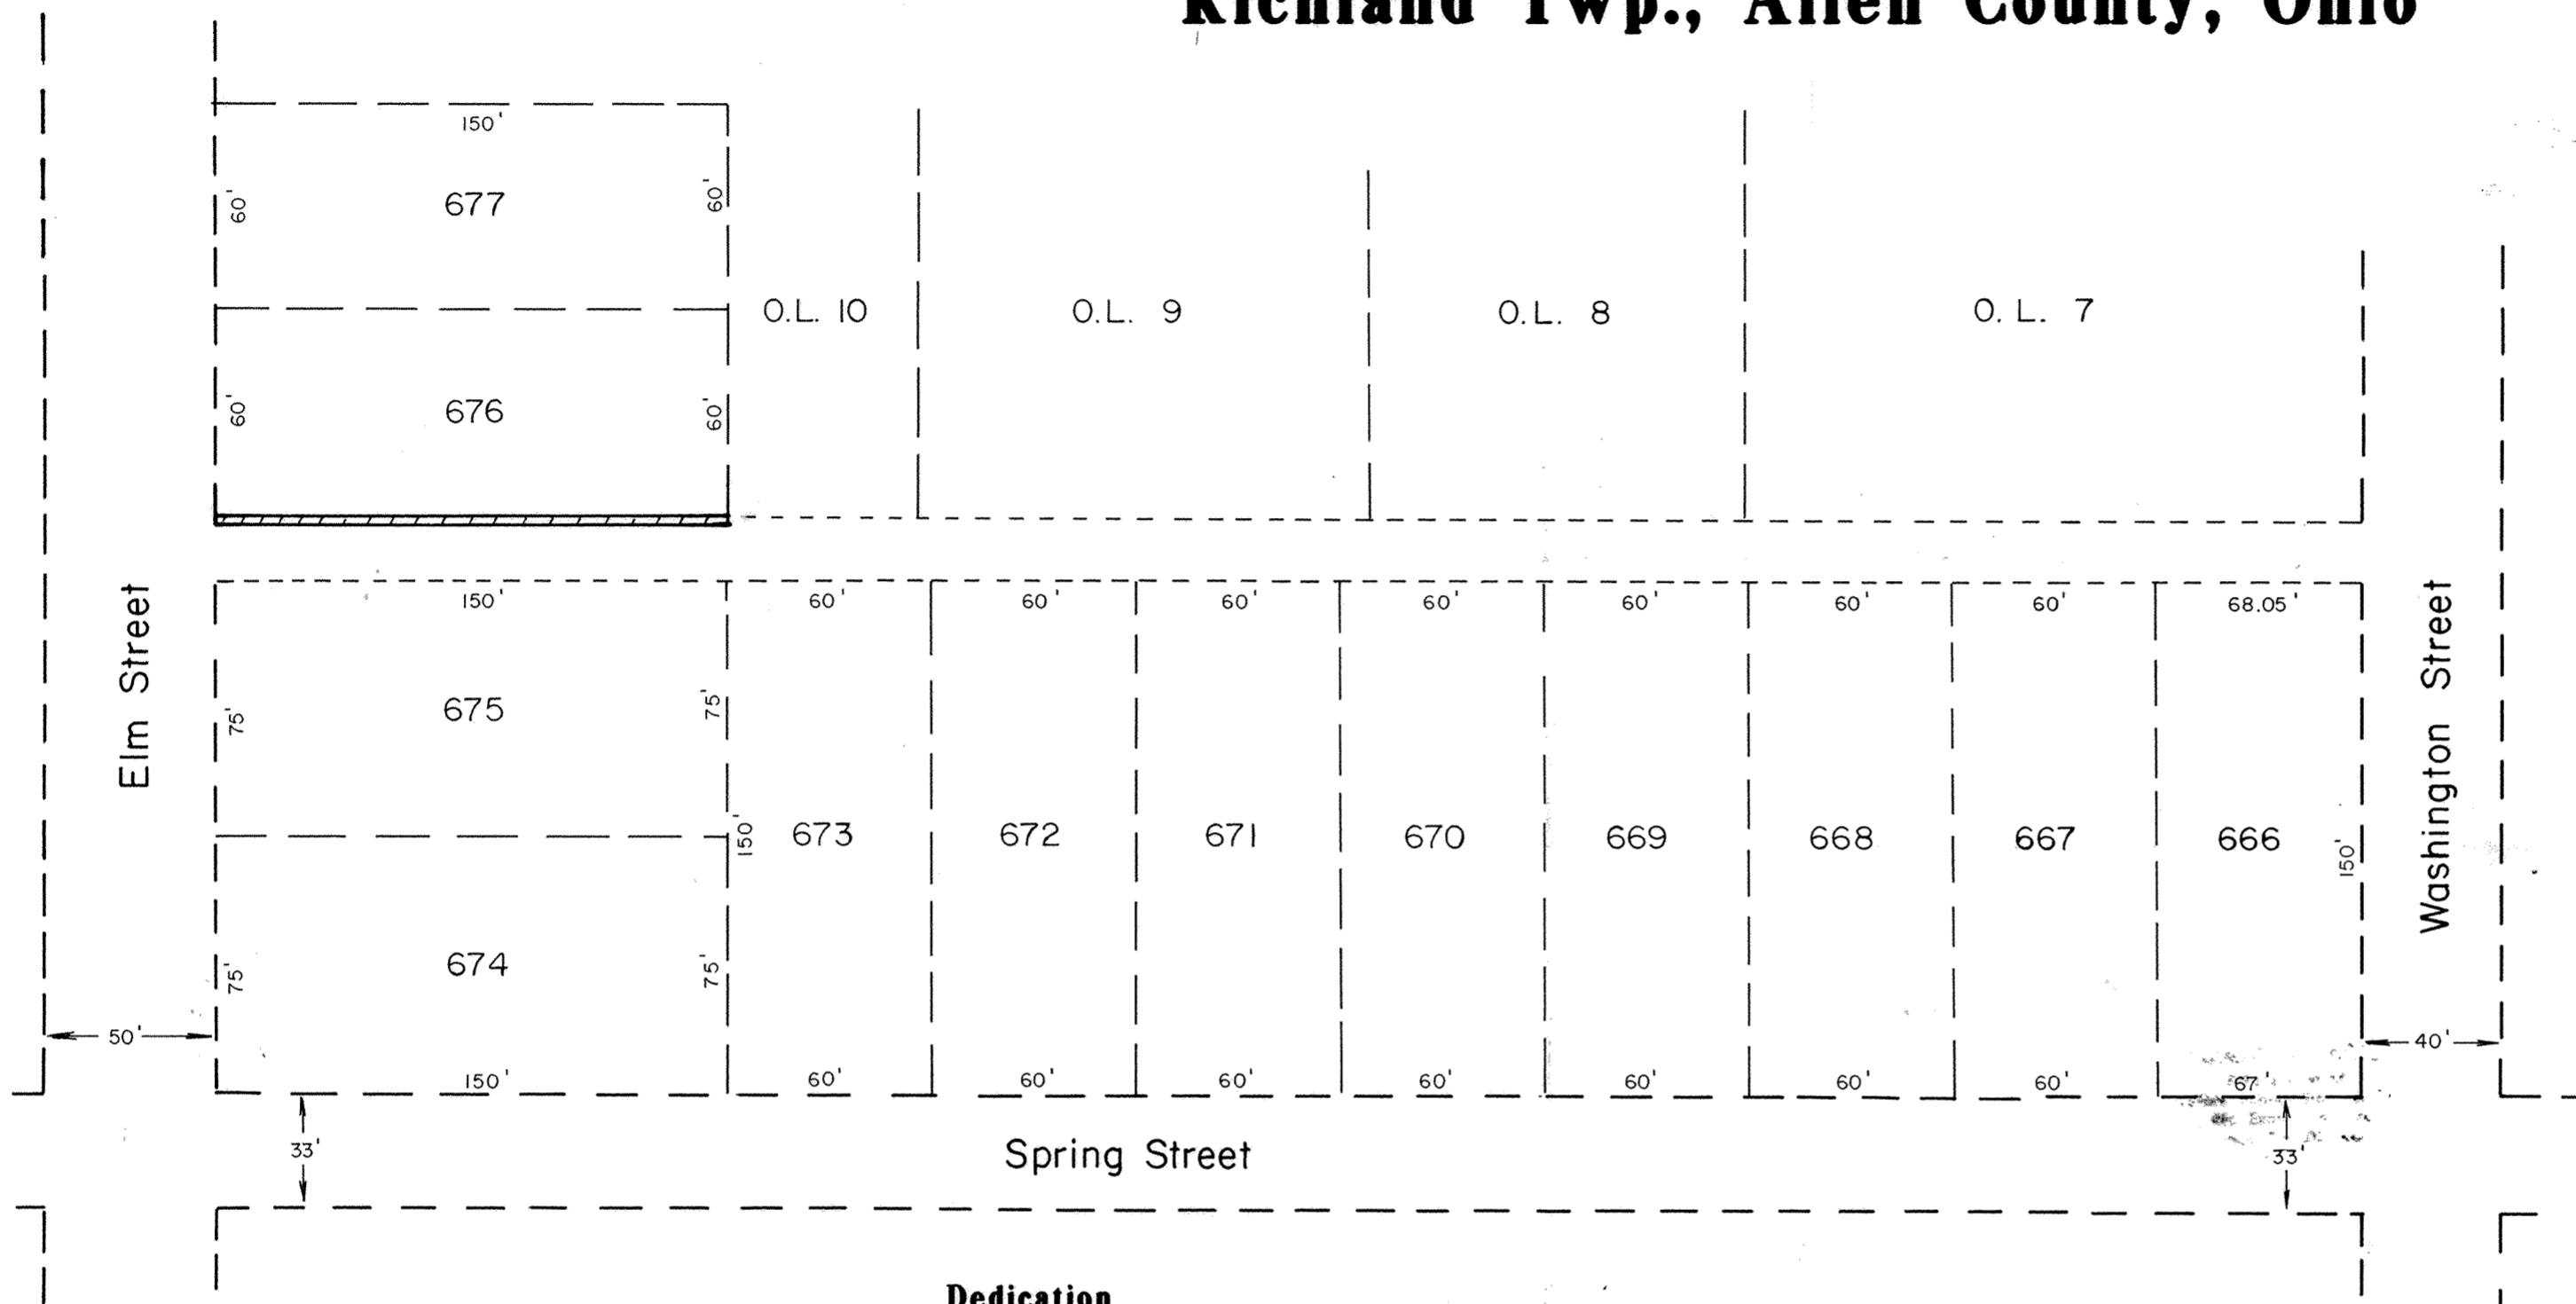 Richland Twp., Allen County, Ohio
150'
60' 677 60'
O.L. 10 O.L. 9 O.L. 8 O. L. 7
60' 676 60'
150' 60' 60' 60' 60' 60' 60' 60' 68.05'
Elm Street
Washington Street
75' 675 75'
150' 673 672 671 670 669 668 667 666 150'
75' 674 75'
50' 40'
150' 60' 60' 60' 60' 60' 60' 60' 67'
33' Spring Street 33'
Dedication